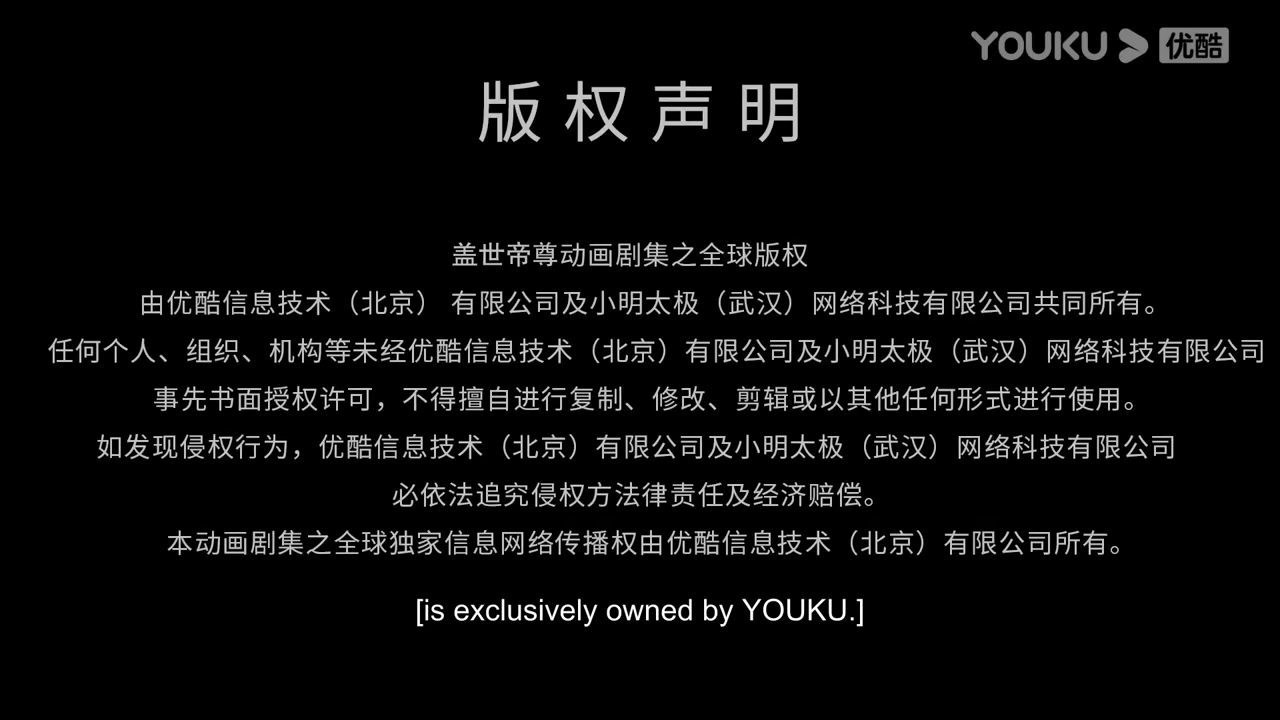 YOUKU 优酷
版权声明
盖世帝尊动画剧集之全球版权
由优酷信息技术（北京） 有限公司及小明太极（武汉）网络科技有限公司共同所有。
任何个人、组织、机构等未经优酷信息技术（北京）有限公司及小明太极（武汉）网络科技有限公司
事先书面授权许可，不得擅自进行复制、修改、剪辑或以其他任何形式进行使用。
如发现侵权行为，优酷信息技术（北京）有限公司及小明太极（武汉）网络科技有限公司
必依法追究侵权方法律责任及经济赔偿。
本动画剧集之全球独家信息网络传播权由优酷信息技术（北京）有限公司所有。
[is exclusively owned by YOUKU.]